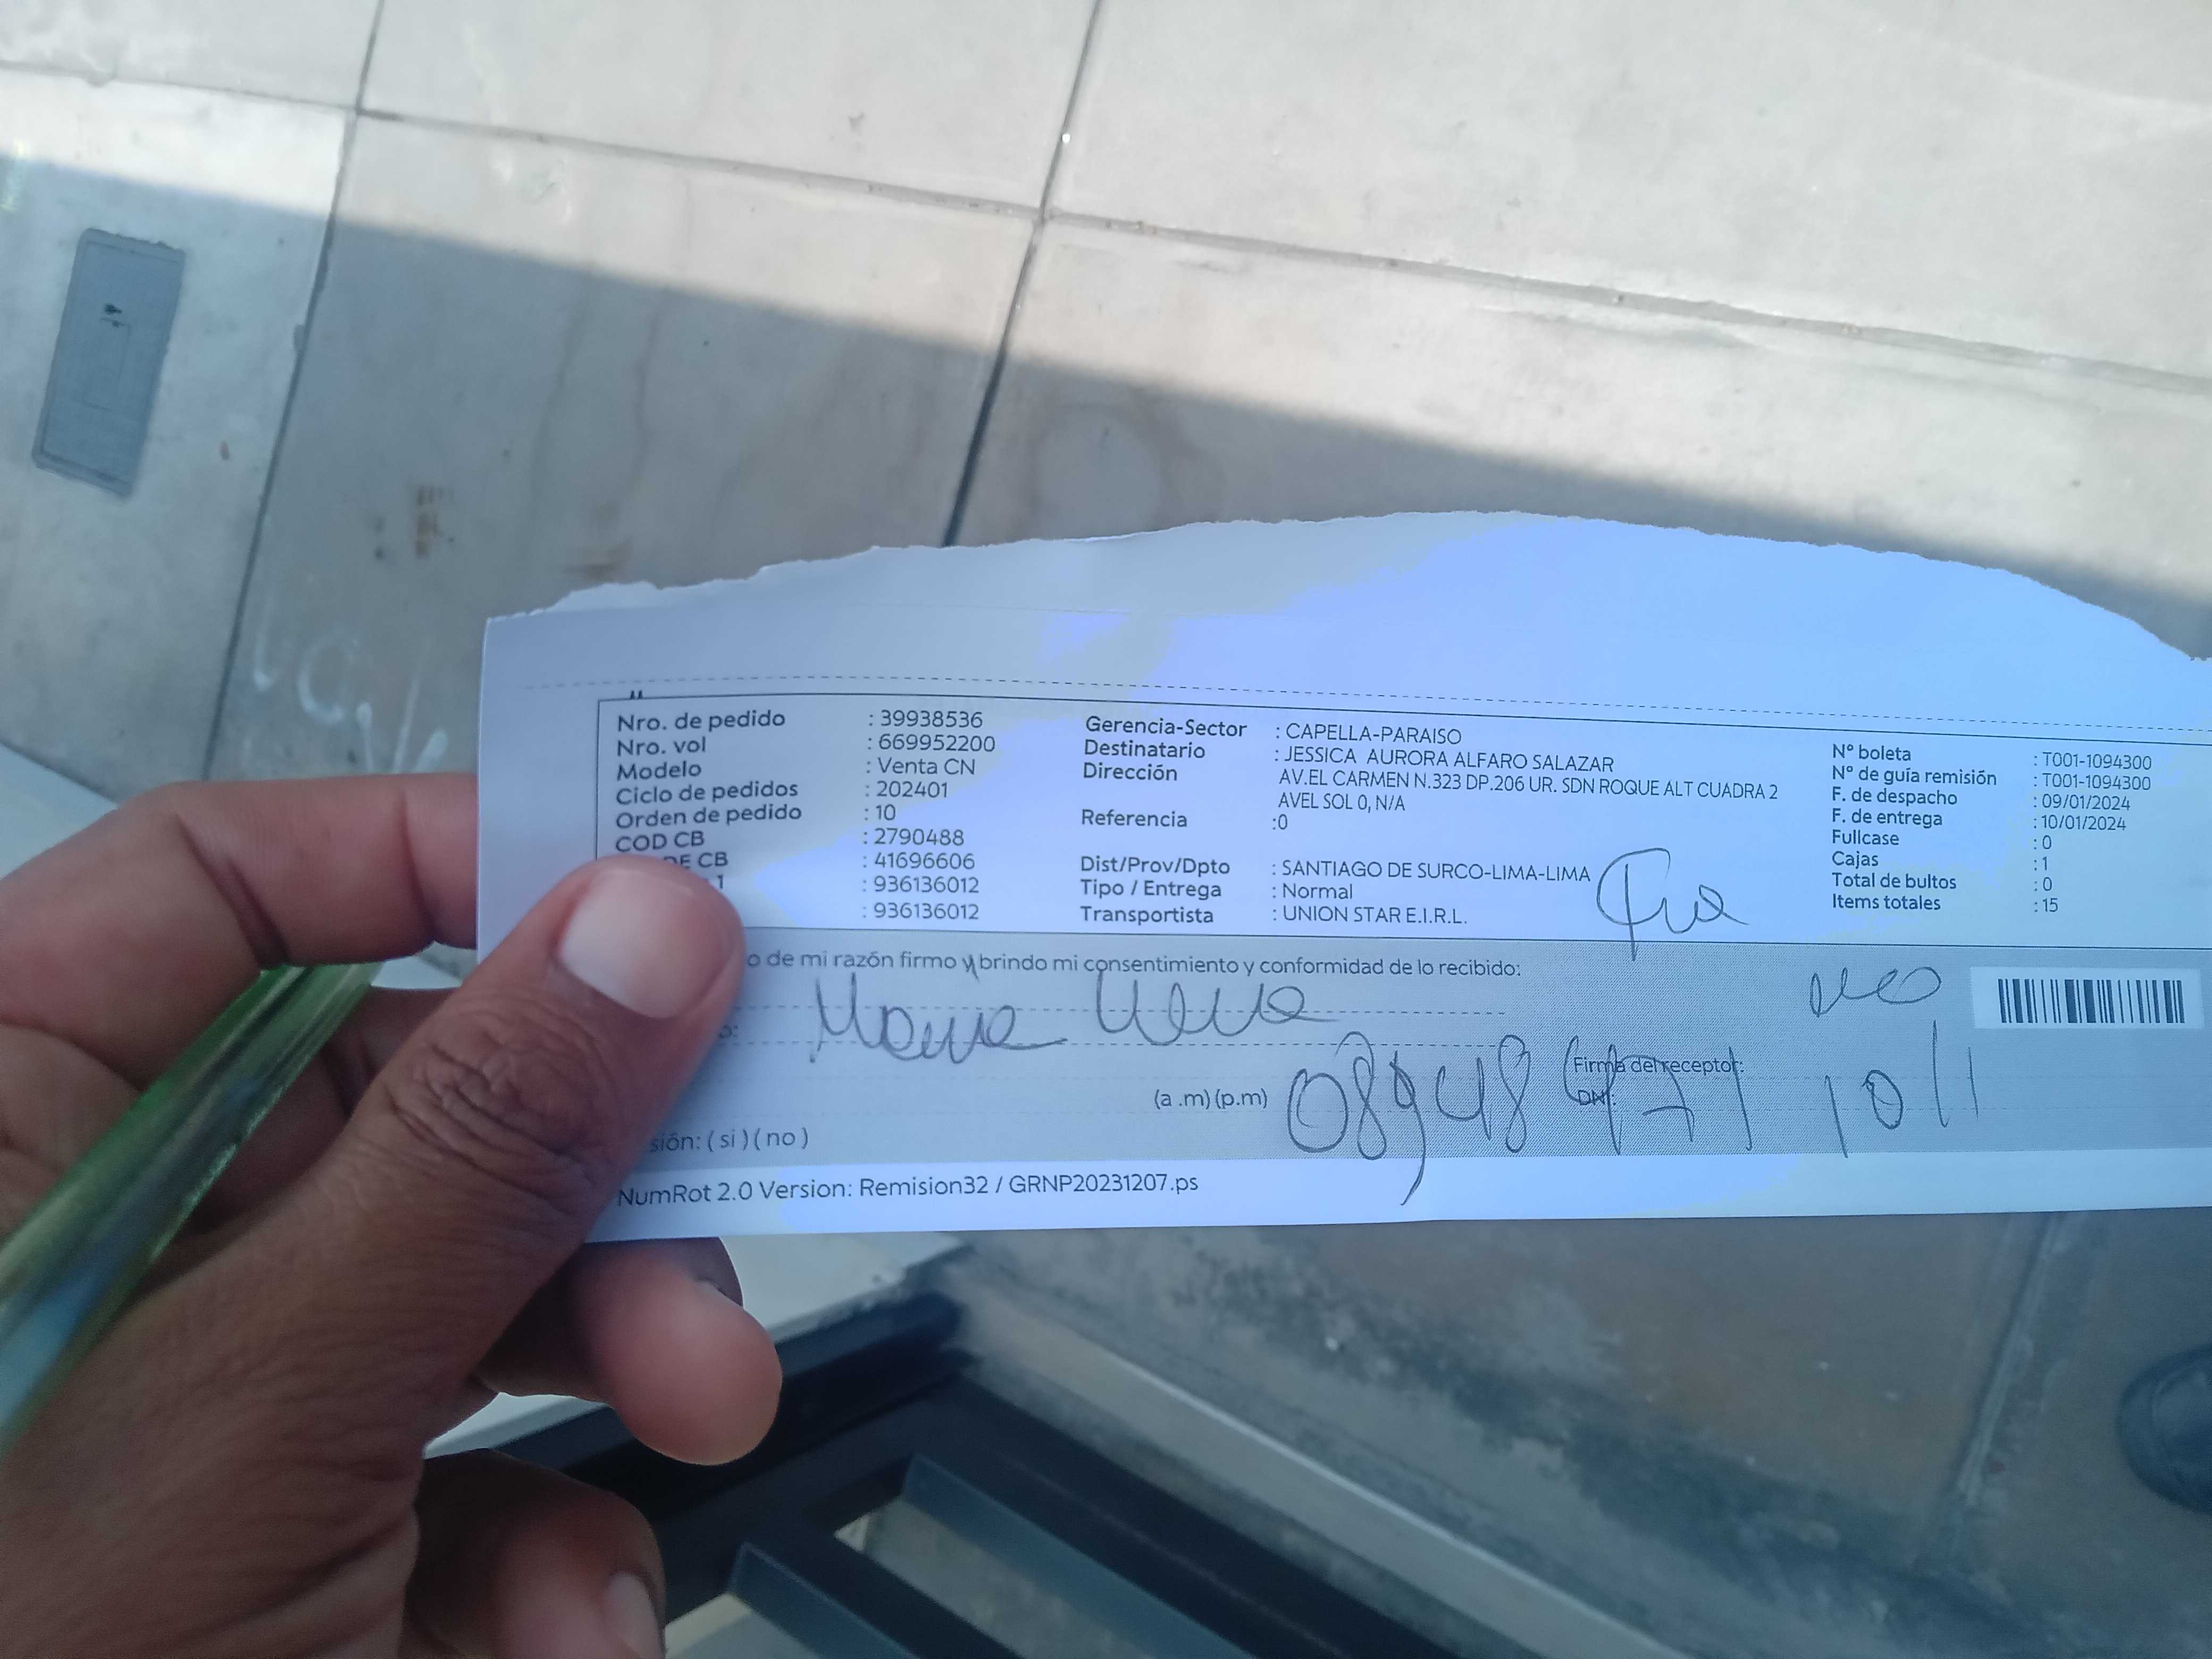 Nro. de pedido : 39938536
Nro. vol : 669952200
Modelo : Venta CN
Ciclo de pedidos : 202401
Orden de pedido : 10
COD CB : 2790488
DE CB : 41696606
1 : 936136012
: 936136012
Gerencia-Sector : CAPELLA-PARAISO
Destinatario : JESSICA AURORA ALFARO SALAZAR
Dirección AV.EL CARMEN N.323 DP.206 UR. SDN ROQUE ALT CUADRA 2
AVEL SOL 0, N/A
Referencia :0
Dist/Prov/Dpto : SANTIAGO DE SURCO-LIMA-LIMA
Tipo / Entrega : Normal
Transportista : UNION STAR E.I.R.L.
Nº boleta : T001-1094300
Nº de guía remisión : T001-1094300
F. de despacho : 09/01/2024
F. de entrega : 10/01/2024
Fullcase : 0
Cajas : 1
Total de bultos : 0
Items totales : 15
o de mi razón firmo y brindo mi consentimiento y conformidad de lo recibido:
o:
Firma del receptor:
(a .m) (p.m)
DNI:
sión: ( si ) ( no )
NumRot 2.0 Version: Remision32 / GRNP20231207.ps